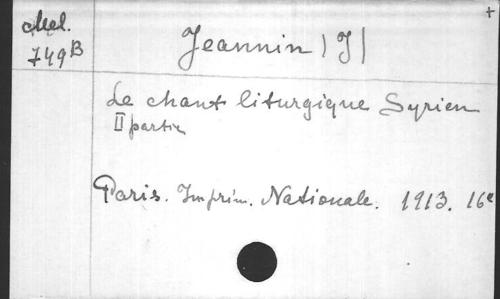 +
Mel.
749B
Jeannin (J)
Le chant liturgique Syrien
II partie
Paris. Imprim. Nationale. 1913. 16e